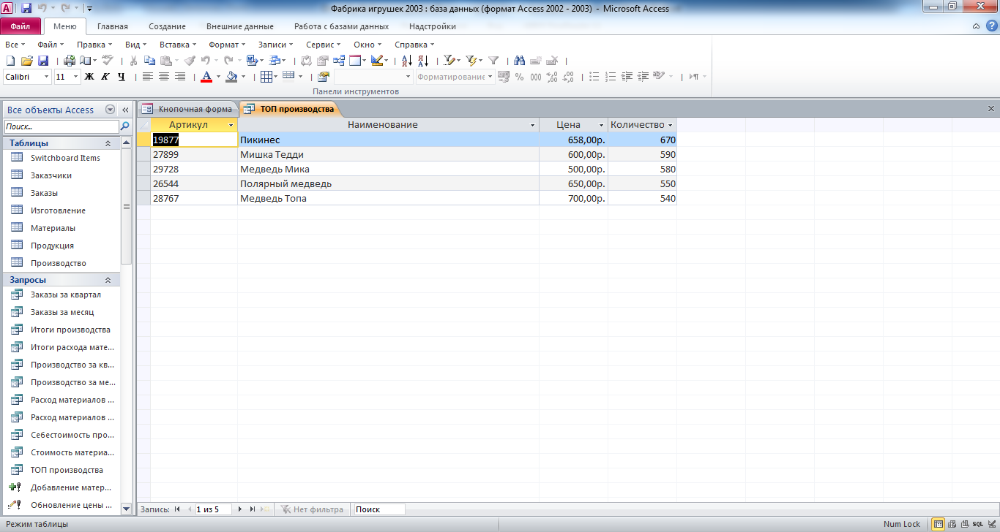 Фабрика игрушек 2003 : база данных (формат Access 2002 - 2003) - Microsoft Access
Файл Меню Главная Создание Внешние данные Работа с базами данных Надстройки
Все Файл Правка Вид Вставка Формат Записи Сервис Окно Справка
Calibri 11 Ж К Ч Форматирование % 000
Панели инструментов
Все объекты Access
Поиск...
Таблицы
Switchboard Items
Заказчики
Заказы
Изготовление
Материалы
Продукция
Производство
Запросы
Заказы за квартал
Заказы за месяц
Итоги производства
Итоги расхода мате...
Производство за кв...
Производство за ме...
Расход материалов ...
Расход материалов ...
Себестоимость про...
Стоимость материа...
ТОП производства
Добавление матер...
Обновление цены ...
Кнопочная форма ТОП производства
Артикул Наименование Цена Количество
19877 Пикинес 658,00р. 670
27899 Мишка Тедди 600,00р. 590
29728 Медведь Мика 500,00р. 580
26544 Полярный медведь 650,00р. 550
28767 Медведь Топа 700,00р. 540
Запись: 1 из 5 Нет фильтра Поиск
Режим таблицы Num Lock SQL